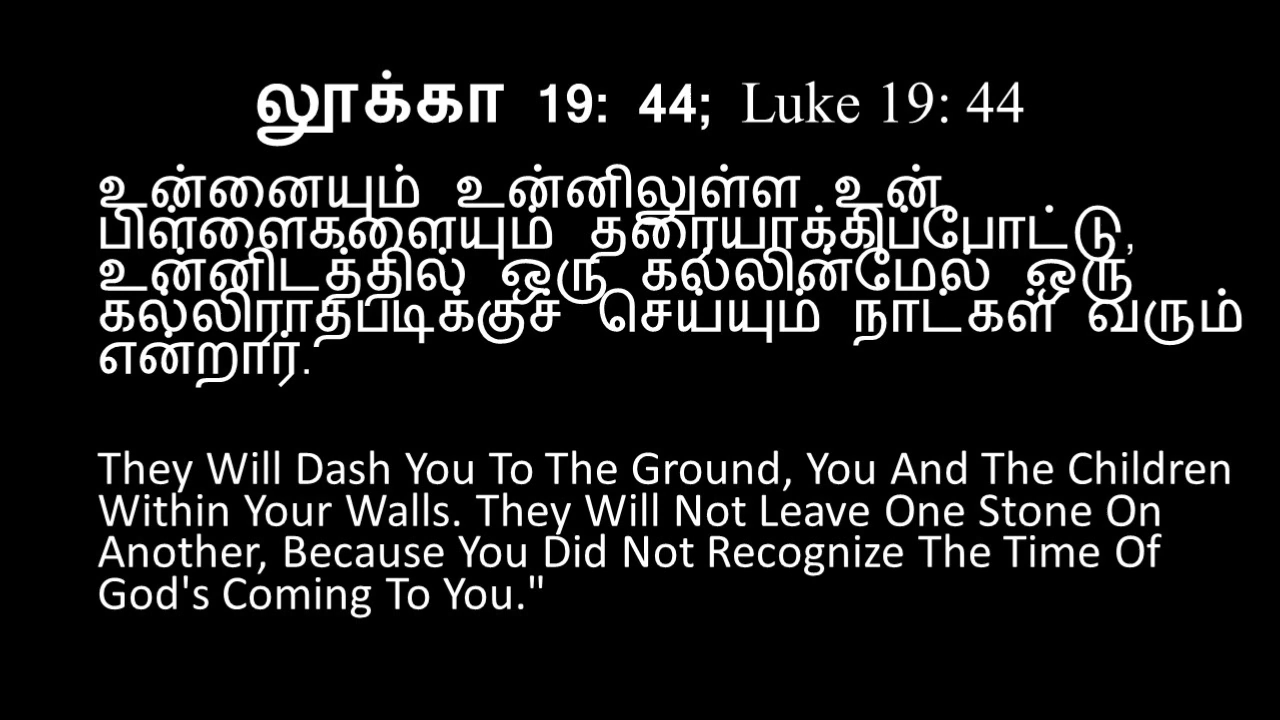 லூக்கா 19: 44; Luke 19: 44
உன்னையும் உன்னிலுள்ள உன்
பிள்ளைகளையும் தரையாக்கிப்போட்டு,
உன்னிடத்தில் ஒரு கல்லின்மேல் ஒரு
கல்லிராதபடிக்குச் செய்யும் நாட்கள் வரும்
என்றார்.
They Will Dash You To The Ground, You And The Children
Within Your Walls. They Will Not Leave One Stone On
Another, Because You Did Not Recognize The Time Of
God's Coming To You."